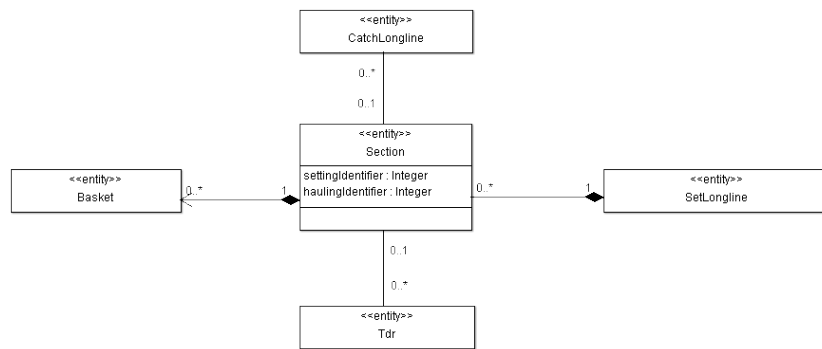 <<entity>>
CatchLongline
0..*
0..1
<<entity>>
Section
settingIdentifier : Integer
haulingIdentifier : Integer
<<entity>>
Basket
0..*
1
0..*
1
<<entity>>
SetLongline
0..1
0..*
<<entity>>
Tdr